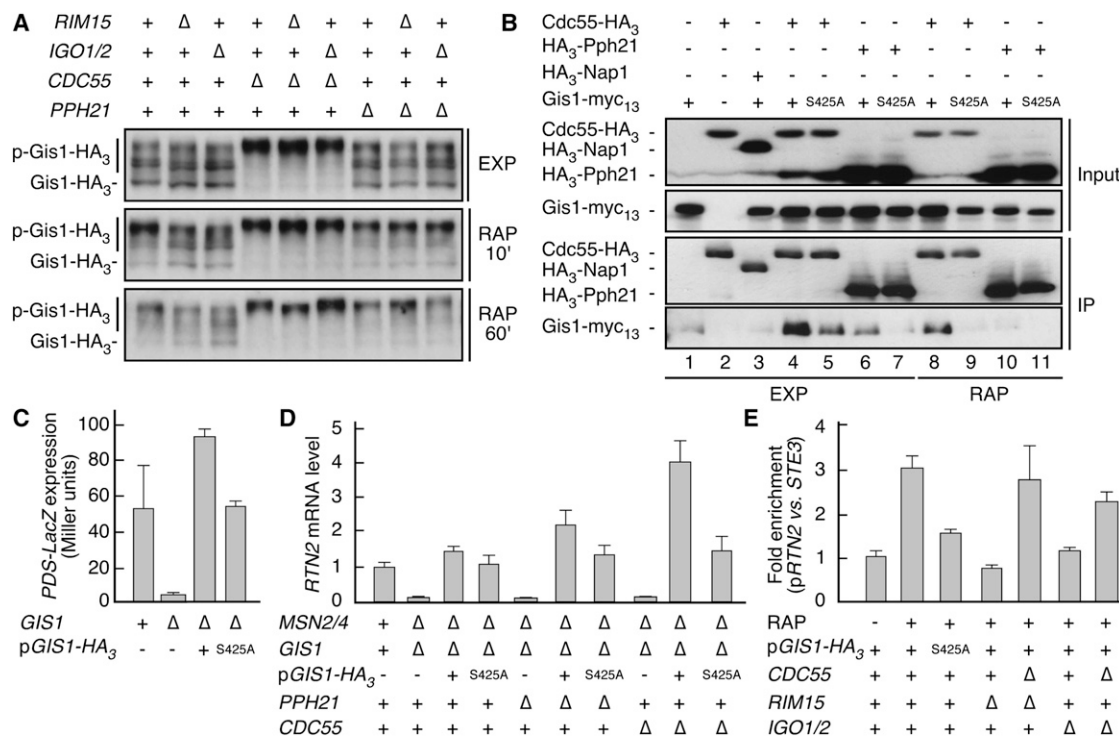 A
RIM15 + Δ + + Δ + + Δ +
IGO1/2 + + Δ + + Δ + + Δ
CDC55 + + + Δ Δ Δ + + +
PPH21 + + + + + + Δ Δ Δ
p-Gis1-HA3
Gis1-HA3-
EXP
p-Gis1-HA3
Gis1-HA3-
RAP
10'
p-Gis1-HA3
Gis1-HA3-
RAP
60'
B
Cdc55-HA3 - + - + + - - + + - -
HA3-Pph21 - - - - - + + - - + +
HA3-Nap1 - - + - - - - - - - -
Gis1-myc13 + - + + S425A + S425A + S425A + S425A
Cdc55-HA3 -
HA3-Nap1 -
HA3-Pph21 -
Gis1-myc13 -
Input
Cdc55-HA3 -
HA3-Nap1 -
HA3-Pph21 -
Gis1-myc13 -
IP
1 2 3 4 5 6 7 8 9 10 11
EXP RAP
C
PDS-LacZ expression
(Miller units)
100
80
60
40
20
0
GIS1 + Δ Δ Δ
pGIS1-HA3 - - + S425A
D
RTN2 mRNA level
5
4
3
2
1
0
MSN2/4 + Δ Δ Δ Δ Δ Δ Δ Δ Δ
GIS1 + Δ Δ Δ Δ Δ Δ Δ Δ Δ
pGIS1-HA3 - - + S425A - + S425A - + S425A
PPH21 + + + + Δ Δ Δ + + +
CDC55 + + + + + + + Δ Δ Δ
E
Fold enrichment
(pRTN2 vs. STE3)
4
3
2
1
0
RAP - + + + + + +
pGIS1-HA3 + + S425A + + + +
CDC55 + + + + Δ + Δ
RIM15 + + + Δ Δ + +
IGO1/2 + + + + + Δ Δ